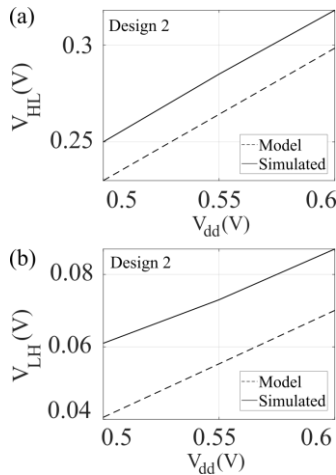 (a)
Design 2
0.3
0.25
V_HL(V)
Model
Simulated
0.5 0.55 0.6
V_dd(V)
(b)
Design 2
0.08
0.06
0.04
V_LH(V)
Model
Simulated
0.5 0.55 0.6
V_dd(V)